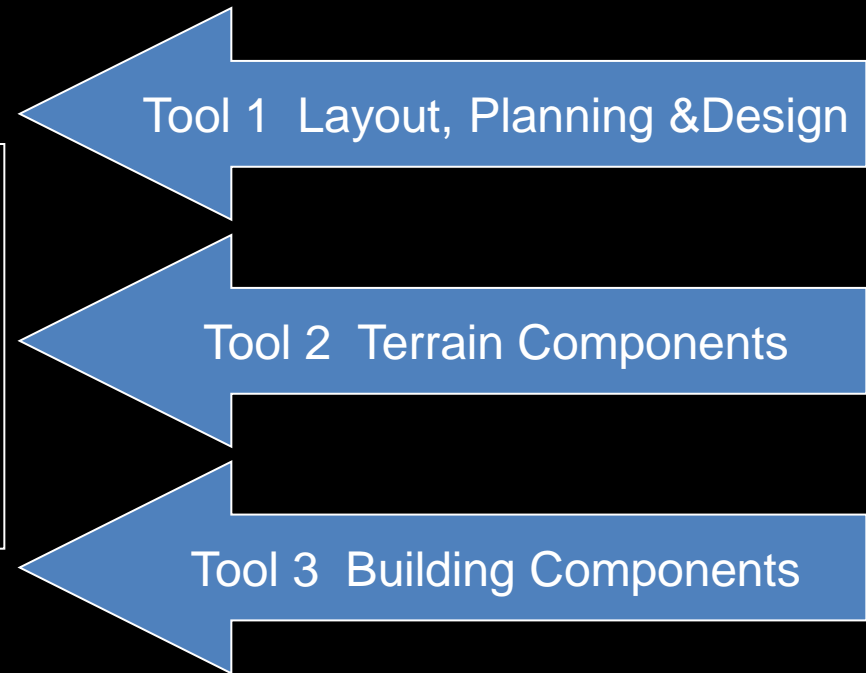 Tool 1  Layout, Planning &Design
Tool 2  Terrain Components
Tool 3  Building Components